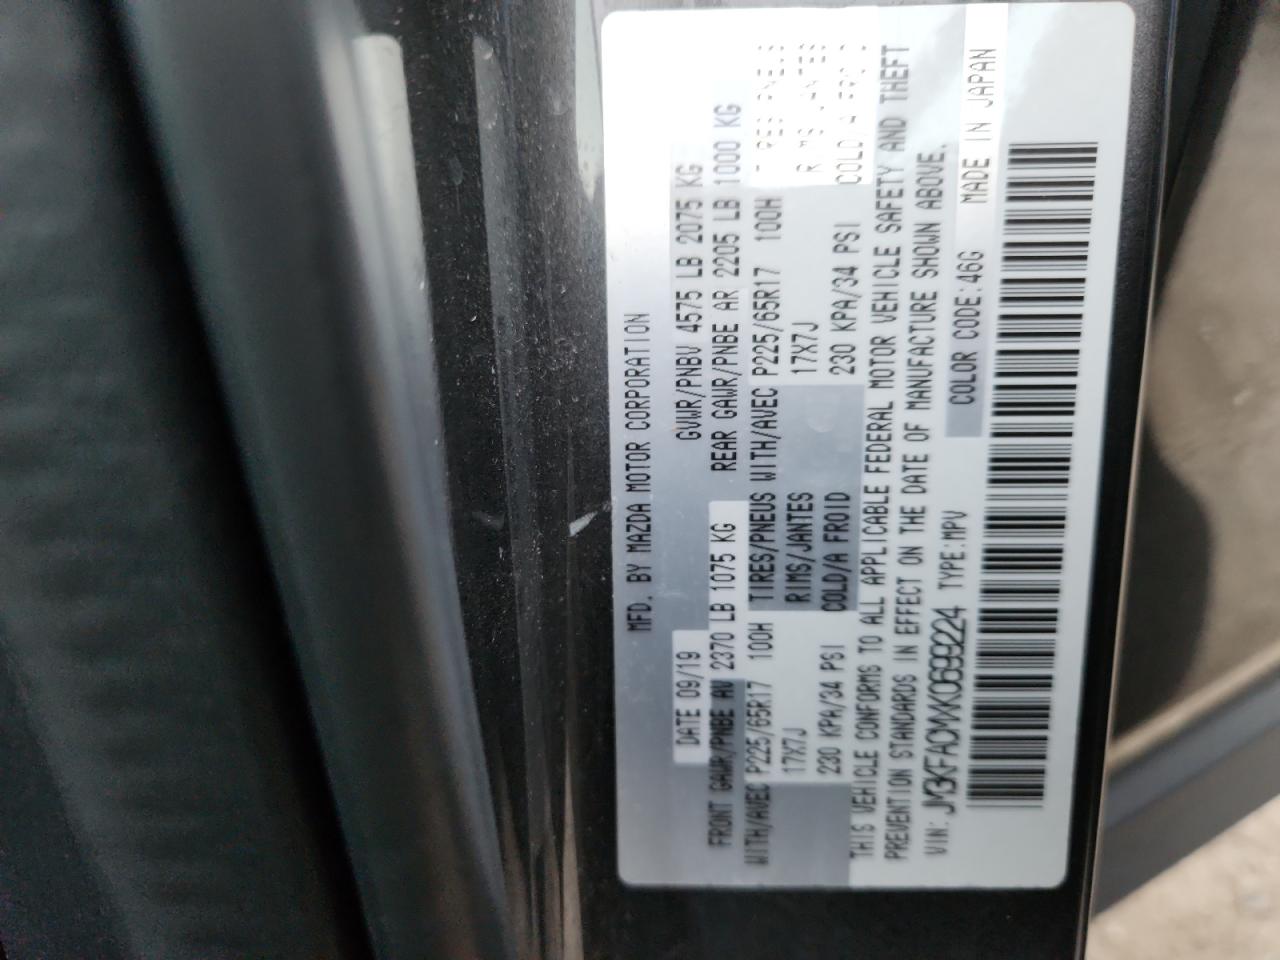 MFD. BY MAZDA MOTOR CORPORATION
DATE 09/19 GVWR/PNBV 4575 LB 2075 KG
FRONT GAWR/PNBE AV 2370 LB 1075 KG REAR GAWR/PNBE AR 2205 LB 1000 KG
WITH/AVEC P225/65R17 100H TIRES/PNEUS WITH/AVEC P225/65R17 100H
17X7J RIMS/JANTES 17X7J
230 KPA/34 PSI COLD/A FROID 230 KPA/34 PSI
THIS VEHICLE CONFORMS TO ALL APPLICABLE FEDERAL MOTOR VEHICLE SAFETY AND THEFT
PREVENTION STANDARDS IN EFFECT ON THE DATE OF MANUFACTURE SHOWN ABOVE.
VIN: JM3KFACMXK0699224 TYPE:MPV COLOR CODE:46G MADE IN JAPAN